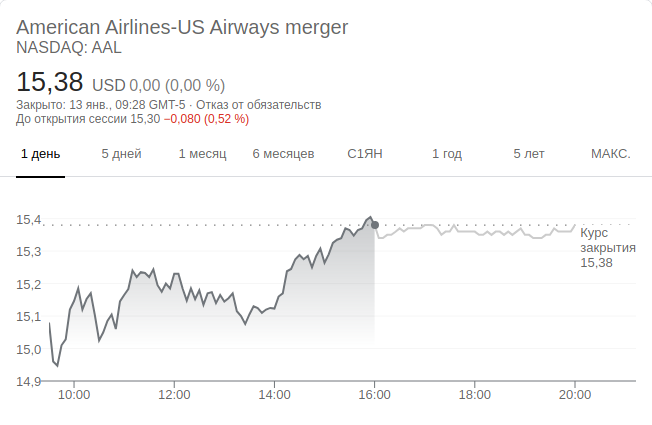 American Airlines-US Airways merger
NASDAQ: AAL
15,38 USD 0,00 (0,00 %)
Закрыто: 13 янв., 09:28 GMT-5 · Отказ от обязательств
До открытия сессии 15,30 −0,080 (0,52 %)
1 день 5 дней 1 месяц 6 месяцев С1ЯН 1 год 5 лет МАКС.
15,4
15,3
15,2
15,1
15,0
14,9
Курс
закрытия
15,38
10:00 12:00 14:00 16:00 18:00 20:00